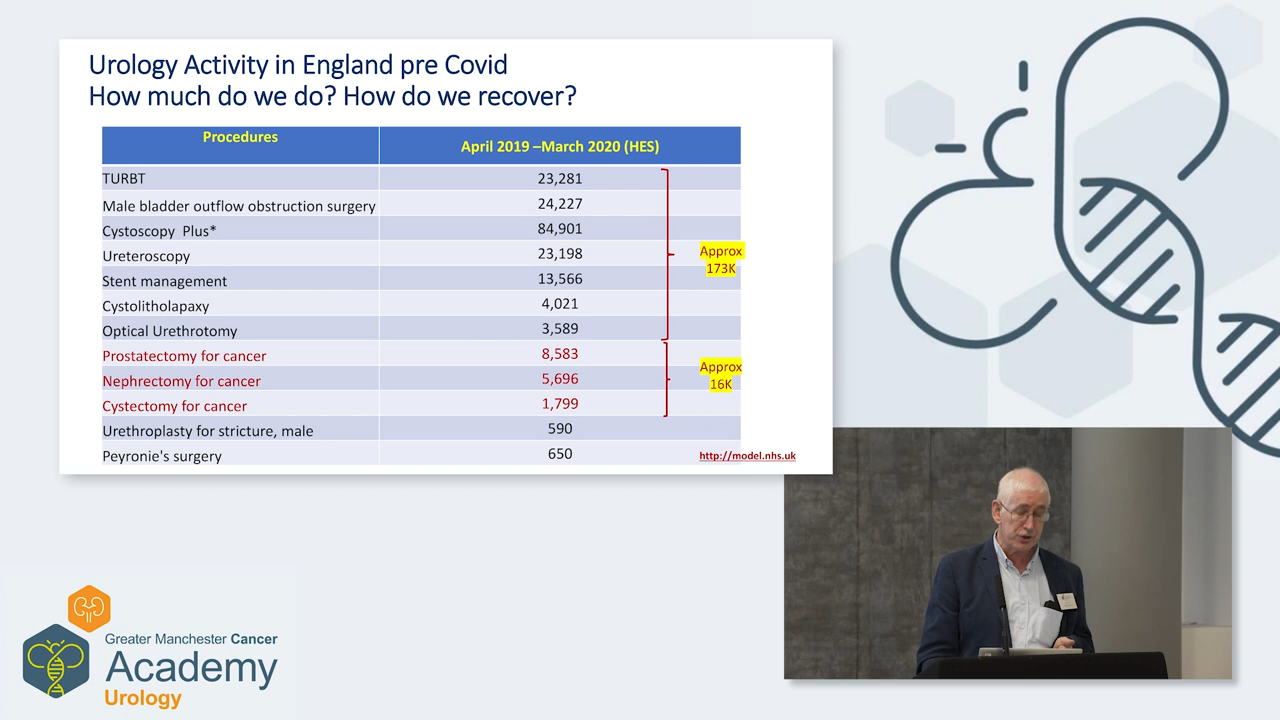 Urology Activity in England pre Covid
How much do we do? How do we recover?
Procedures
April 2019 –March 2020 (HES)
TURBT 23,281
Male bladder outflow obstruction surgery 24,227
Cystoscopy Plus* 84,901
Ureteroscopy 23,198
Stent management 13,566
Cystolitholapaxy 4,021
Optical Urethrotomy 3,589
Approx
173K
Prostatectomy for cancer 8,583
Nephrectomy for cancer 5,696
Cystectomy for cancer 1,799
Approx
16K
Urethroplasty for stricture, male 590
Peyronie's surgery 650
http://model.nhs.uk
Greater Manchester Cancer
Academy
Urology